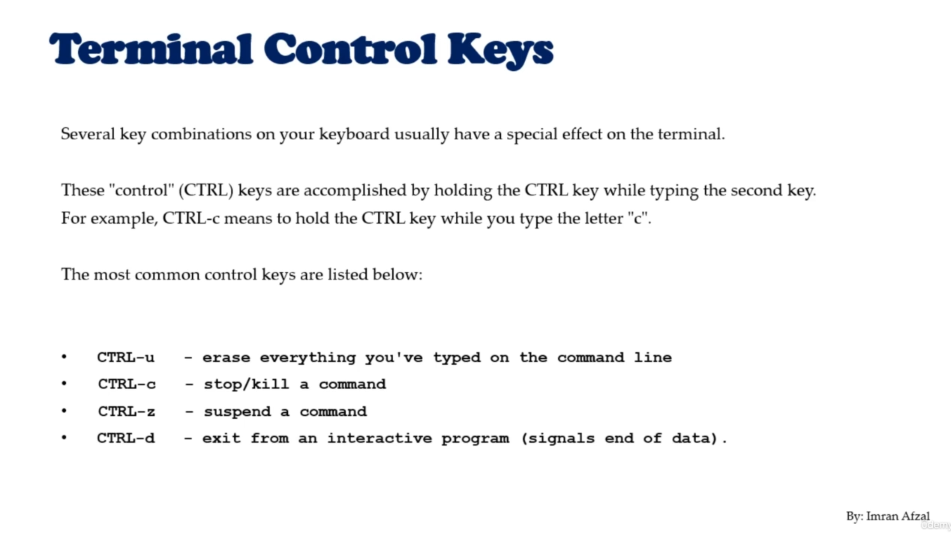 Terminal Control Keys
Several key combinations on your keyboard usually have a special effect on the terminal.
These "control" (CTRL) keys are accomplished by holding the CTRL key while typing the second key.
For example, CTRL-c means to hold the CTRL key while you type the letter "c".
The most common control keys are listed below:
• CTRL-u - erase everything you've typed on the command line
• CTRL-c - stop/kill a command
• CTRL-z - suspend a command
• CTRL-d - exit from an interactive program (signals end of data).
By: Imran Afzal
Udemy